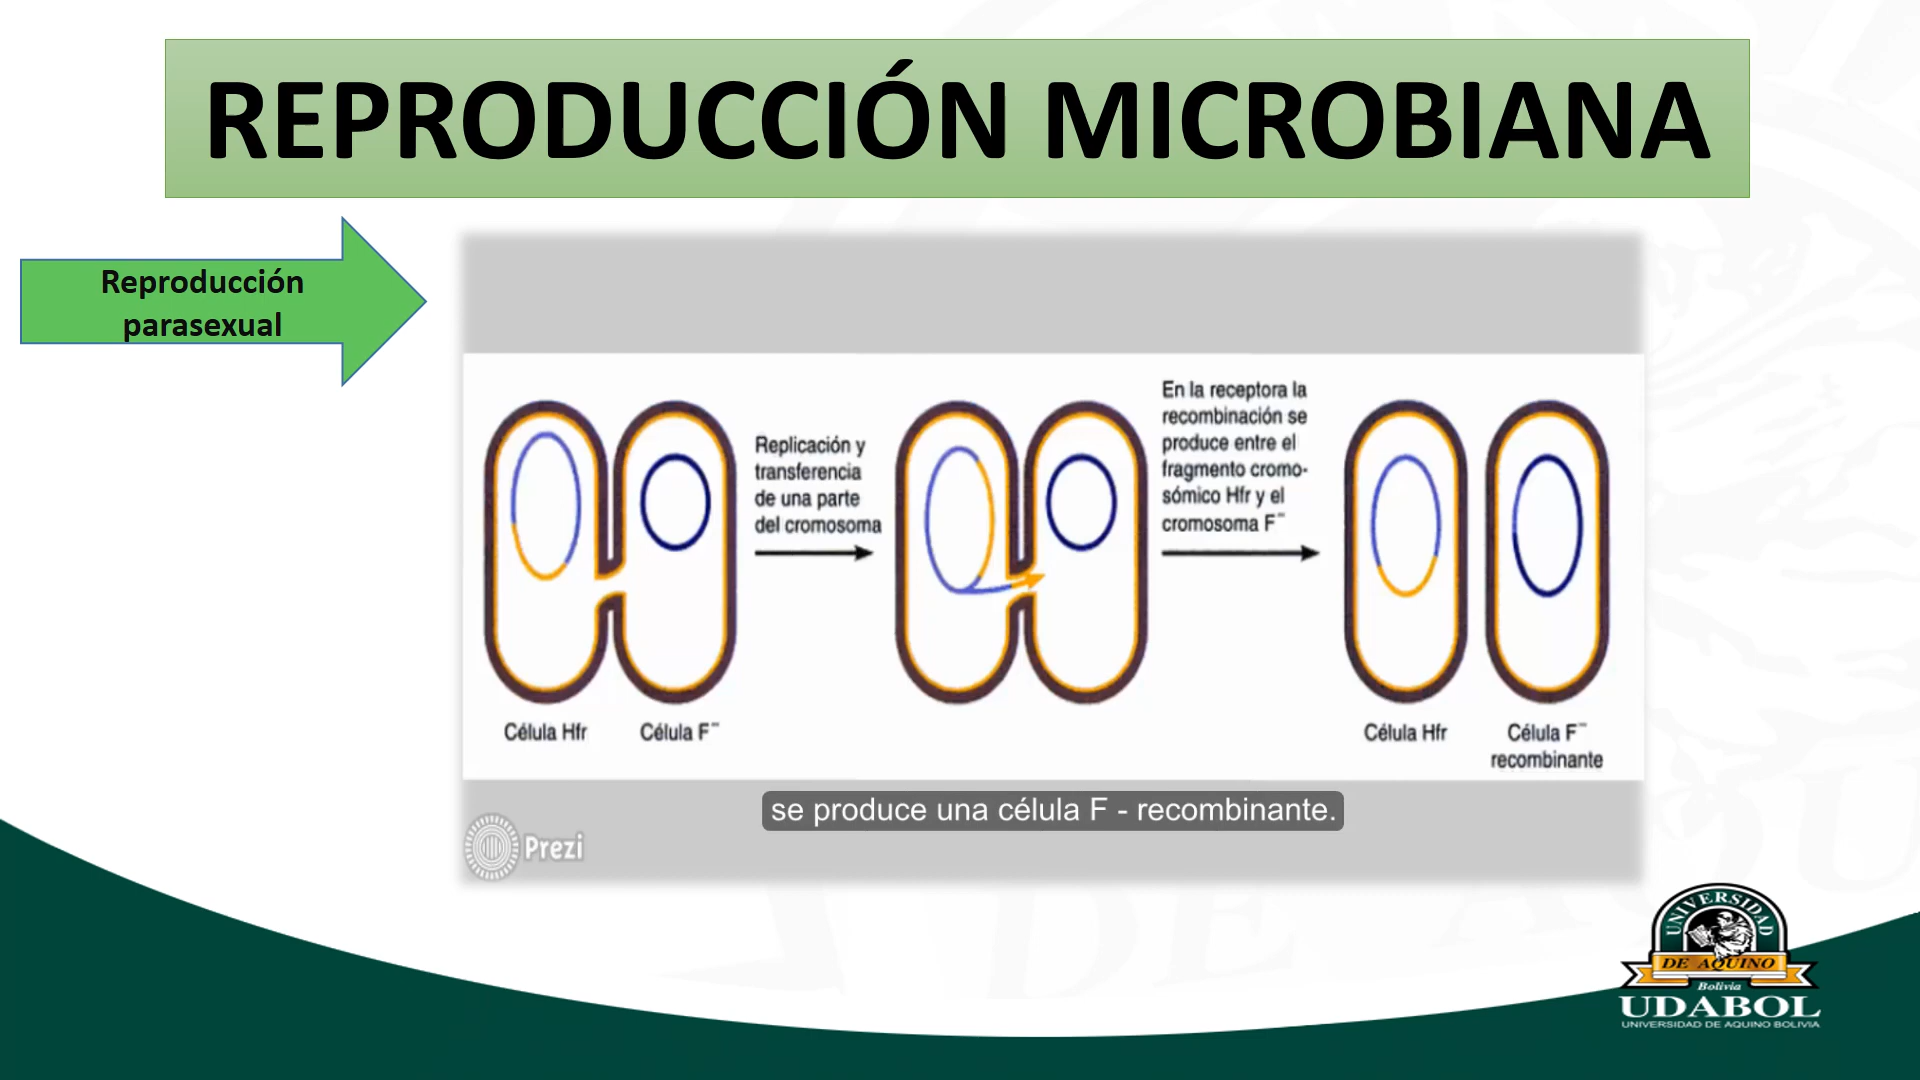 REPRODUCCIÓN MICROBIANA
Reproducción
parasexual
Replicación y
transferencia
de una parte
del cromosoma
En la receptora la
recombinación se
produce entre el
fragmento cromo-
sómico Hfr y el
cromosoma F⁻
Célula Hfr
Célula F⁻
Célula Hfr
Célula F⁻
recombinante
se produce una célula F - recombinante.
Prezi
UNIVERSIDAD
DE AQUINO
Bolivia
UDABOL
UNIVERSIDAD DE AQUINO BOLIVIA